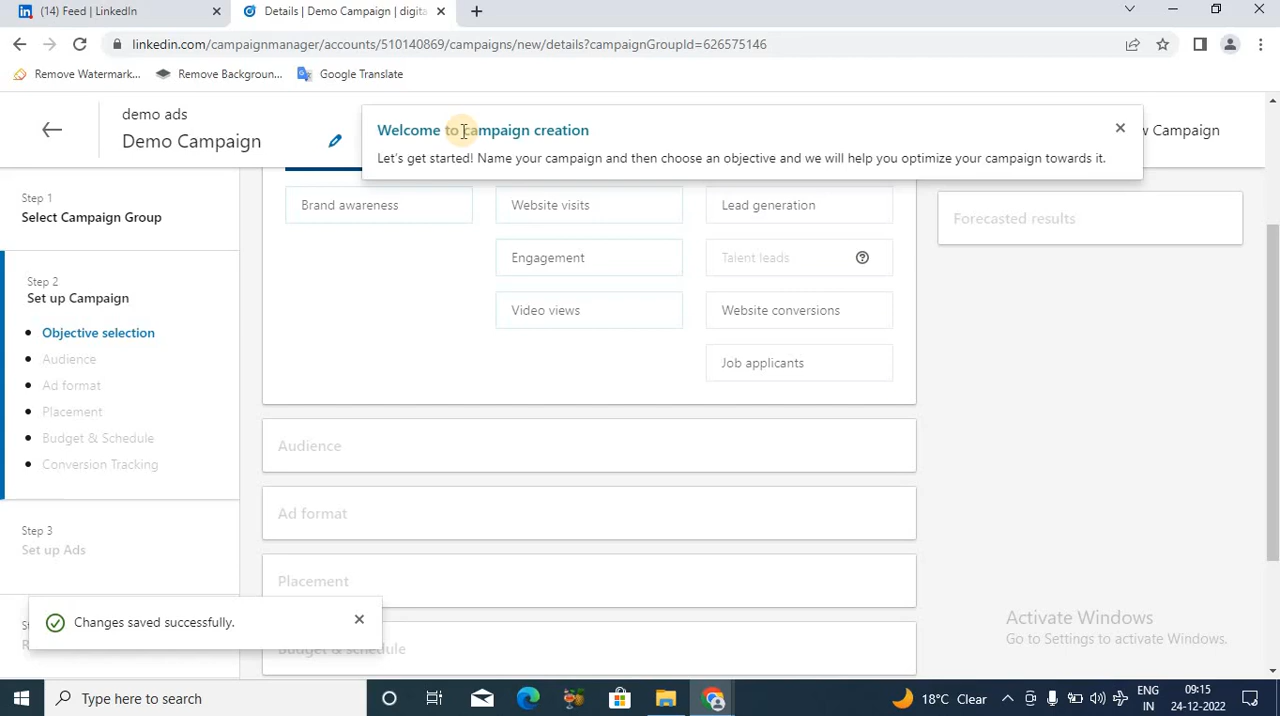 (14) Feed | LinkedIn
Details | Demo Campaign | digita
linkedin.com/campaignmanager/accounts/510140869/campaigns/new/details?campaignGroupId=626575146
Remove Watermark...
Remove Backgroun...
Google Translate
demo ads
Demo Campaign
Welcome to campaign creation
Let's get started! Name your campaign and then choose an objective and we will help you optimize your campaign towards it.
w Campaign
Step 1
Select Campaign Group
Step 2
Set up Campaign
Objective selection
Audience
Ad format
Placement
Budget & Schedule
Conversion Tracking
Step 3
Set up Ads
Brand awareness
Website visits
Lead generation
Engagement
Talent leads
Video views
Website conversions
Job applicants
Audience
Ad format
Placement
Budget & schedule
Forecasted results
Changes saved successfully.
Activate Windows
Go to Settings to activate Windows.
Type here to search
18°C Clear
ENG
IN
09:15
24-12-2022